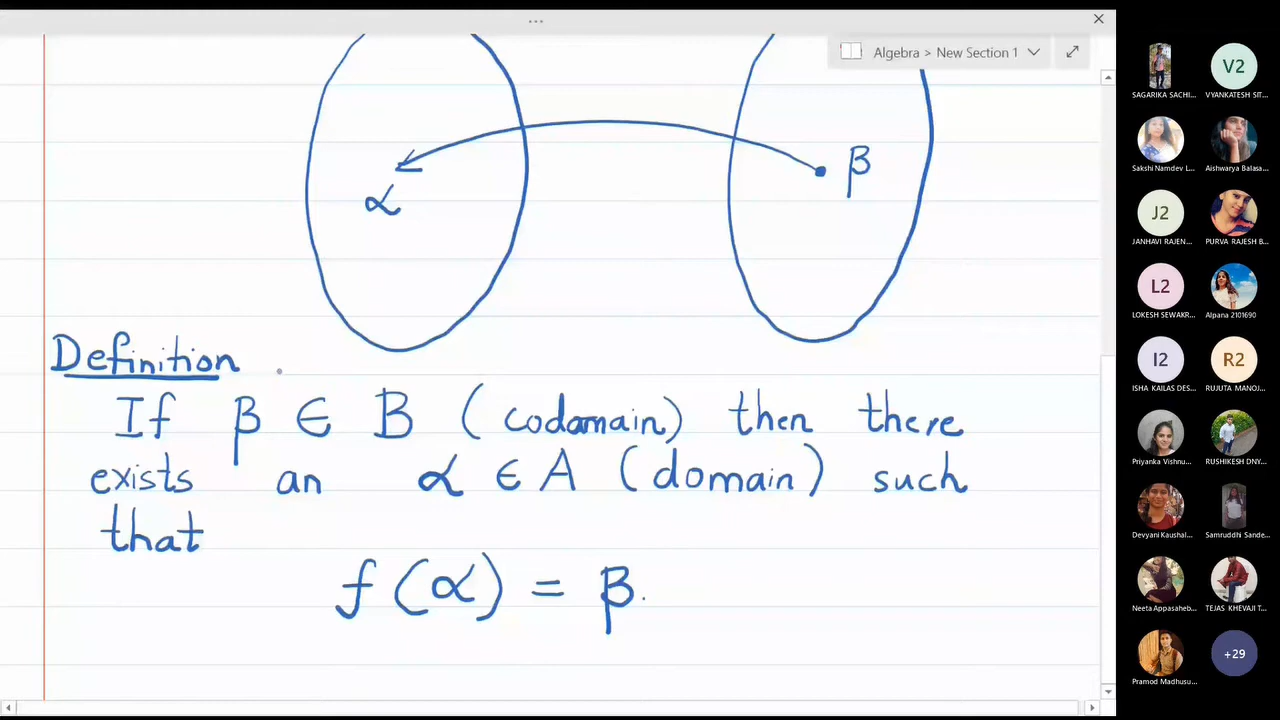 ...
Algebra > New Section 1
α
β
Definition
If β ∈ B (codomain) then there
exists an α ∈ A (domain) such
that
f(α) = β.
SAGARIKA SACHI...
V2
VYANKATESH SIT...
Sakshi Namdev L...
Aishwarya Balasa...
J2
JANHAVI RAJEN...
PURVA RAJESH B...
L2
LOKESH SEWAKR...
Alpana 2101690
I2
ISHA KAILAS DES...
R2
RUJUTA MANOJ...
Priyanka Vishnu...
RUSHIKESH DNY...
Devyani Kaushal...
Samruddhi Sande...
Neeta Appasaheb...
TEJAS KHEVAJI T...
Pramod Madhusu...
+29